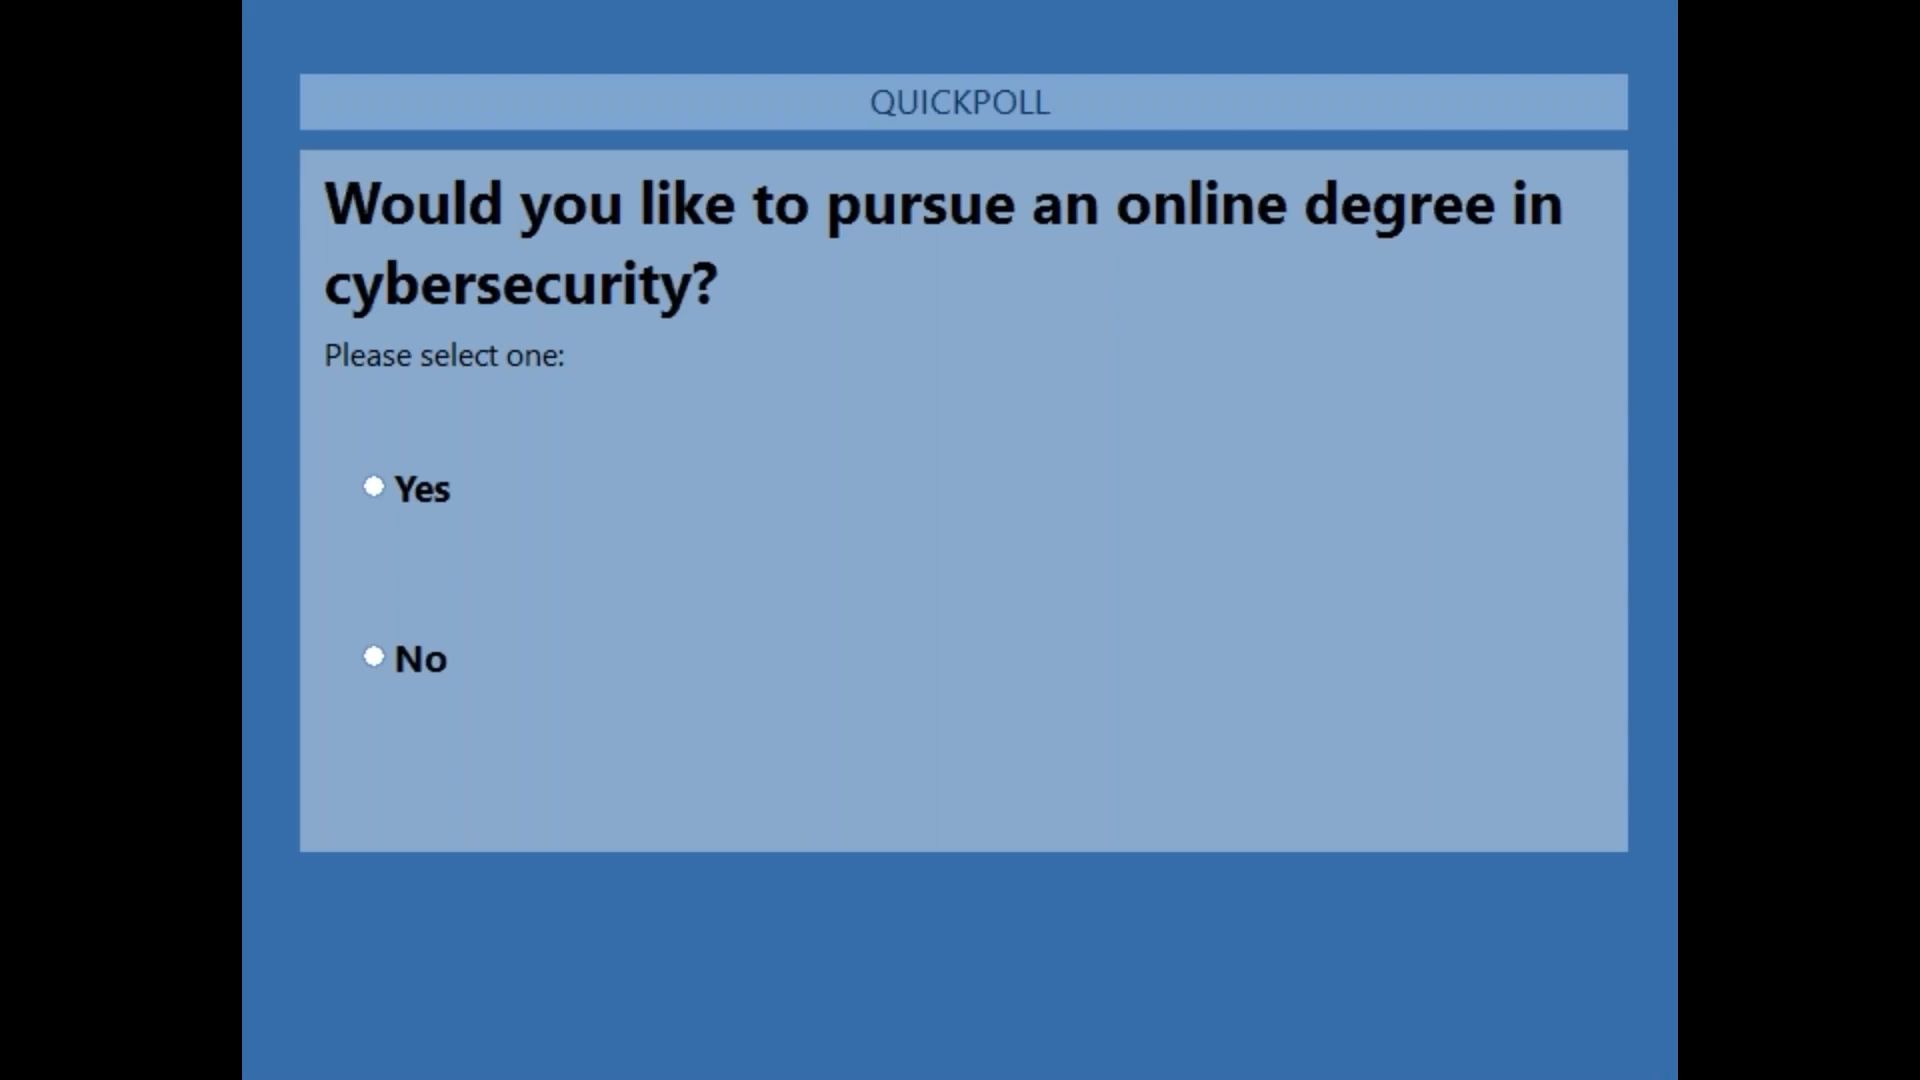 QUICKPOLL
Would you like to pursue an online degree in
cybersecurity?
Please select one:
Yes
No